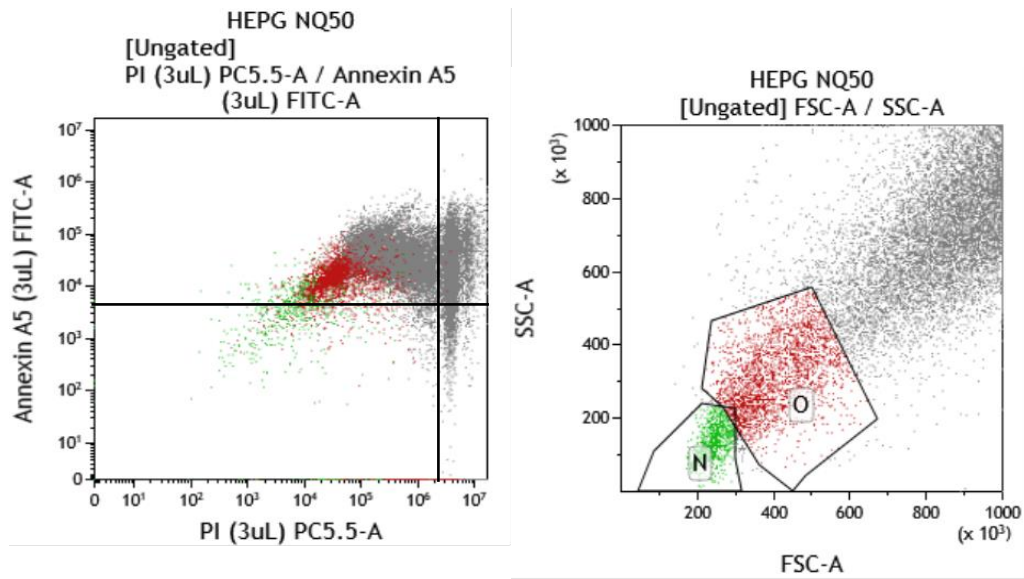 HEPG NQ50
[Ungated]
PI (3uL) PC5.5-A / Annexin A5
(3uL) FITC-A
Annexin A5 (3uL) FITC-A
10⁷
10⁶
10⁵
10⁴
10³
10²
10¹
0
0 10¹ 10² 10³ 10⁴ 10⁵ 10⁶ 10⁷
PI (3uL) PC5.5-A
HEPG NQ50
[Ungated] FSC-A / SSC-A
(x 10³)
SSC-A
1000
800
600
400
200
O
N
200 400 600 800 1000
(x 10³)
FSC-A